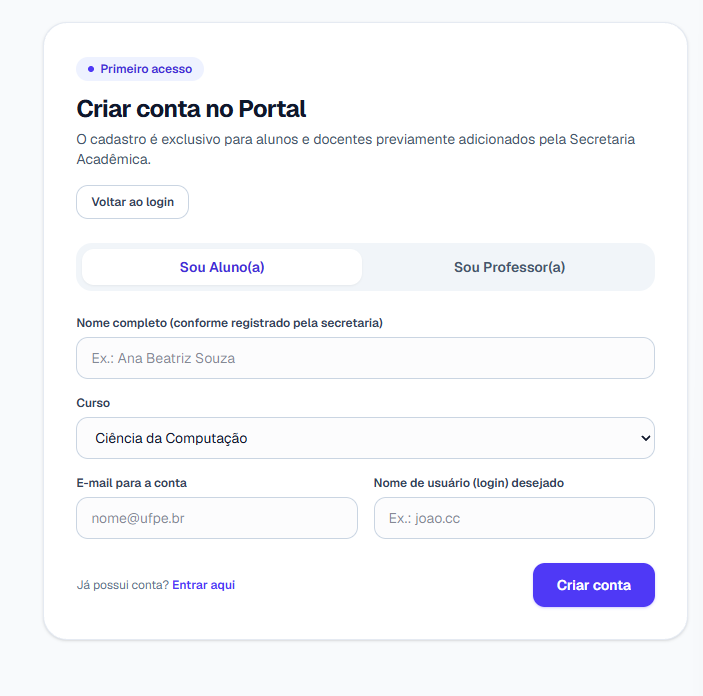 Primeiro acesso
Criar conta no Portal
O cadastro é exclusivo para alunos e docentes previamente adicionados pela Secretaria
Acadêmica.
Voltar ao login
Sou Aluno(a)
Sou Professor(a)
Nome completo (conforme registrado pela secretaria)
Ex.: Ana Beatriz Souza
Curso
Ciência da Computação
E-mail para a conta
Nome de usuário (login) desejado
nome@ufpe.br
Ex.: joao.cc
Já possui conta? Entrar aqui
Criar conta